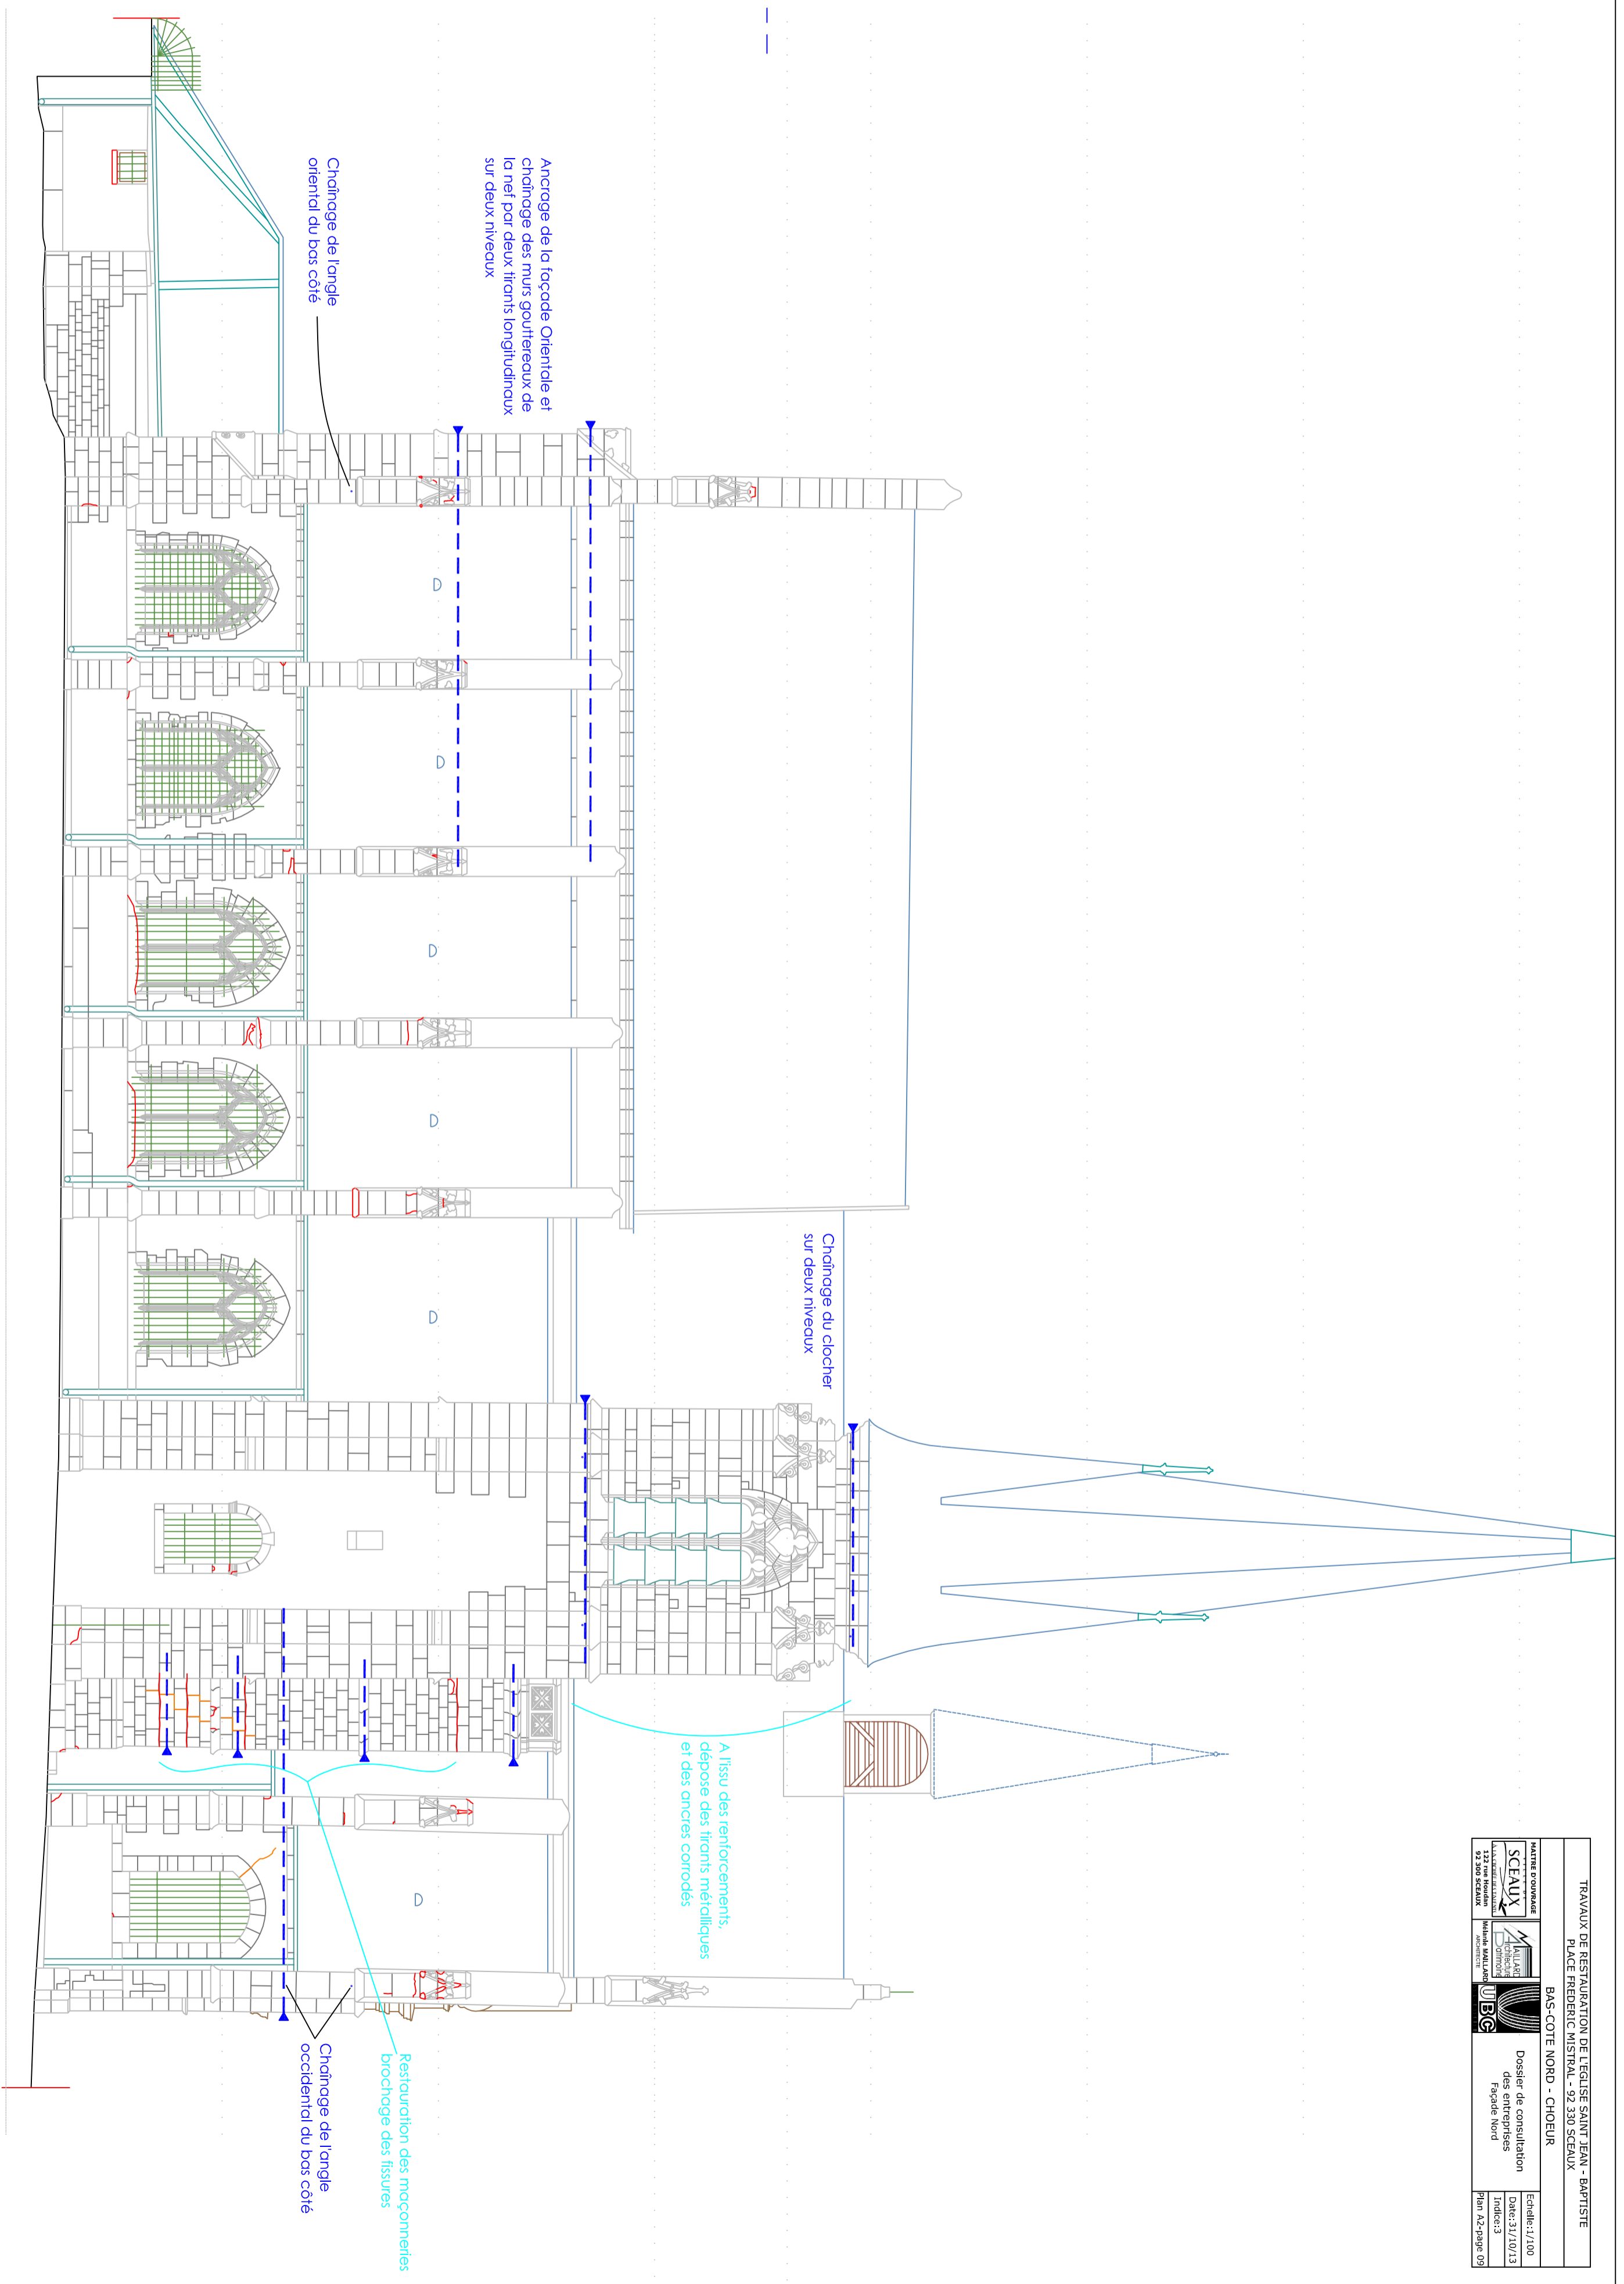 Ancrage de la façade Orientale et
chaînage des murs gouttereaux de
la nef par deux tirants longitudinaux
sur deux niveaux
Chaînage de l'angle
oriental du bas côté
Chaînage du clocher
sur deux niveaux
A l'issu des renforcements,
dépose des tirants métalliques
et des ancres corrodés
Restauration des maçonneries
brochage des fissures
Chaînage de l'angle
occidental du bas côté
TRAVAUX DE RESTAURATION DE L'EGLISE SAINT JEAN - BAPTISTE
PLACE FREDERIC MISTRAL - 92 330 SCEAUX
BAS-COTE NORD - CHOEUR
MAITRE D'OUVRAGE
SCEAUX
122 rue Houdan
92 300 SCEAUX
MAILLARD
Architecture
Patrimoine
Mélanie MAILLARD
ARCHITECTE
UBC
Dossier de consultation
des entreprises
Façade Nord
Echelle:1/100
Date:31/10/13
Indice:3
Plan A2-page 09